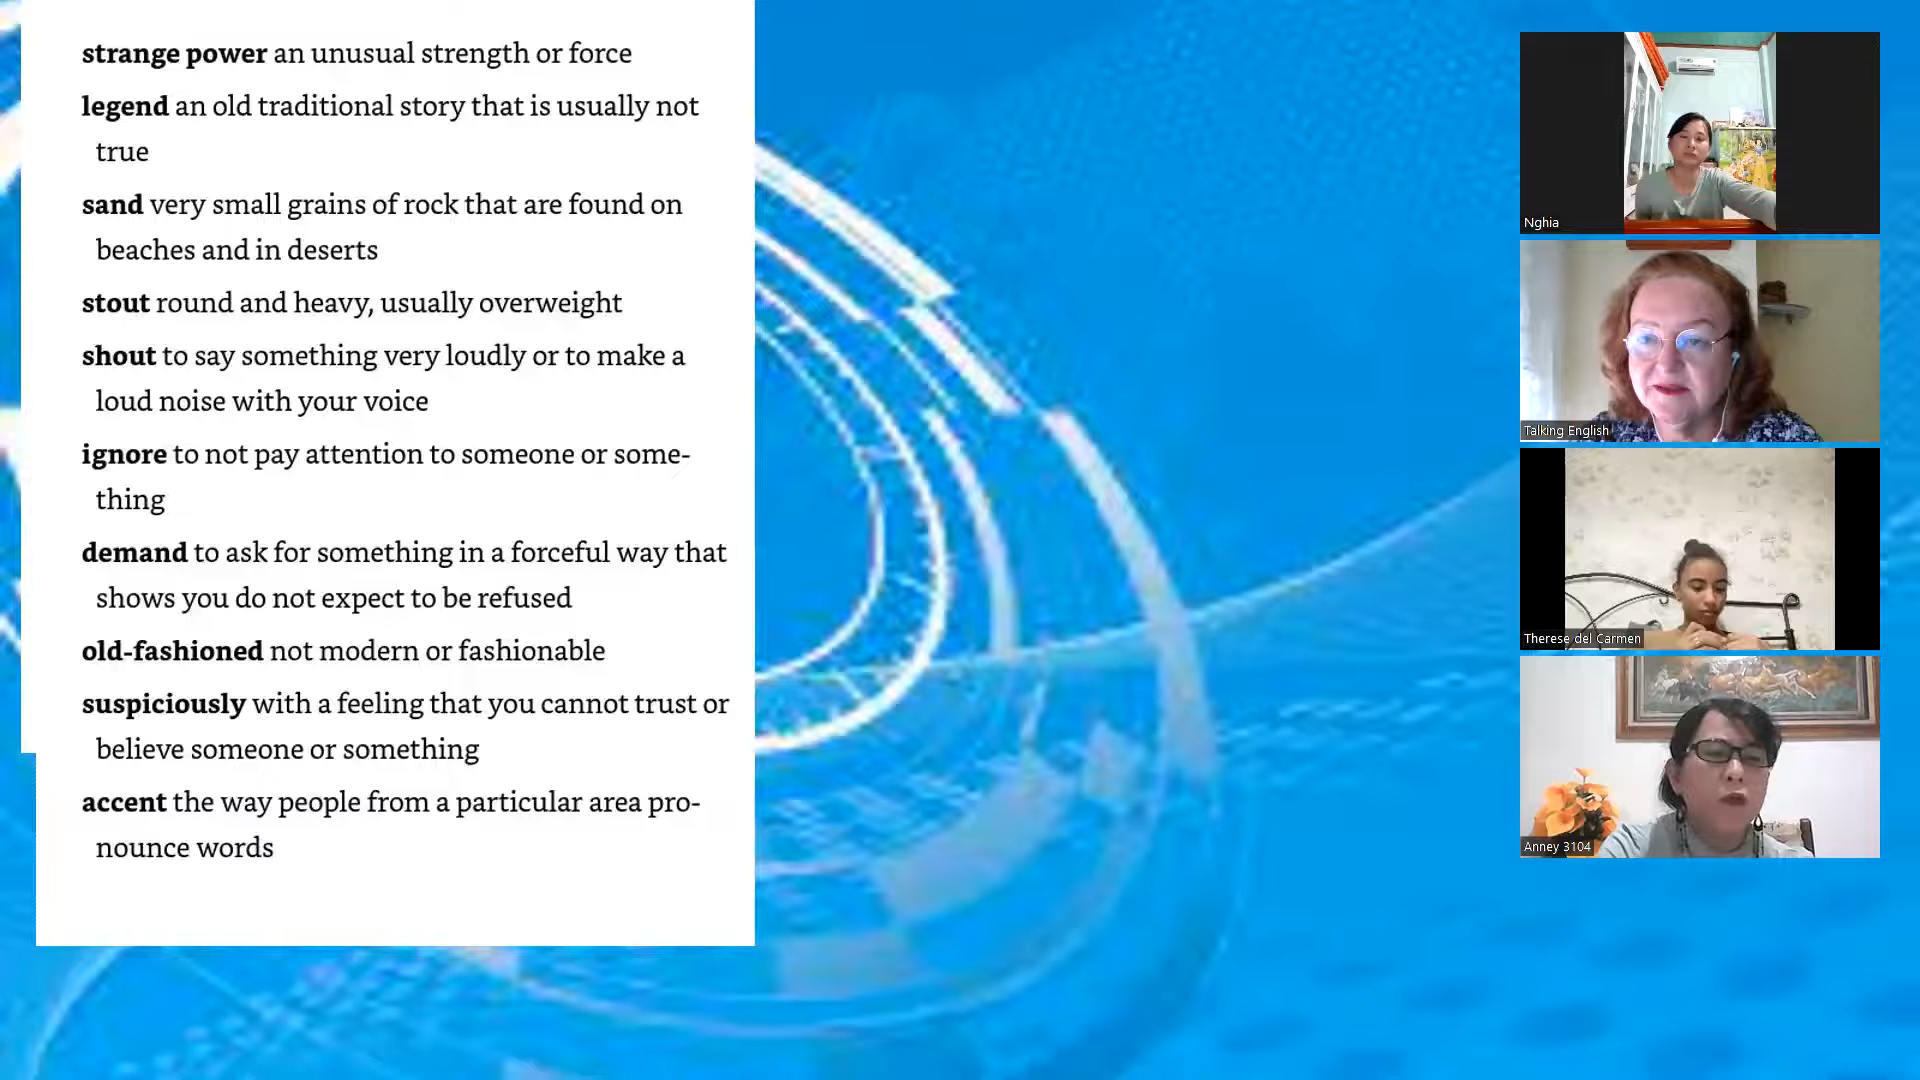 strange power an unusual strength or force
legend an old traditional story that is usually not
true
sand very small grains of rock that are found on
beaches and in deserts
stout round and heavy, usually overweight
shout to say something very loudly or to make a
loud noise with your voice
ignore to not pay attention to someone or some-
thing
demand to ask for something in a forceful way that
shows you do not expect to be refused
old-fashioned not modern or fashionable
suspiciously with a feeling that you cannot trust or
believe someone or something
accent the way people from a particular area pro-
nounce words
Nghia
Talking English
Therese del Carmen
Anney 3104